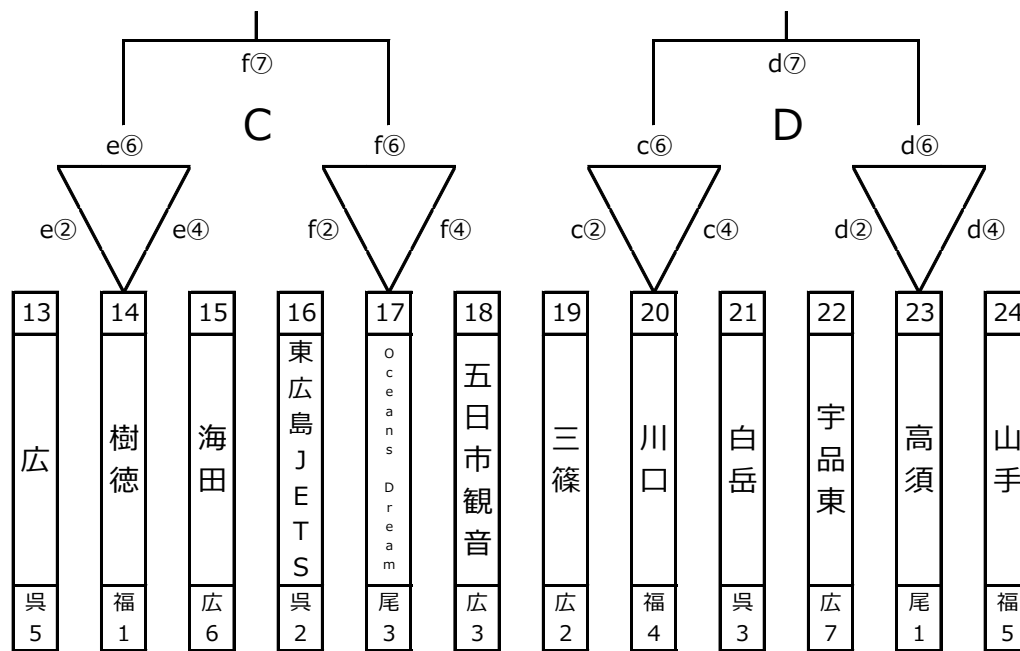 f⑦ d⑦
C D
e⑥ f⑥ c⑥ d⑥
e② e④ f② f④ c② c④ d② d④
13 14 15 16 17 18 19 20 21 22 23 24
広
樹徳
海田
東広島JETS
Oceans Dream
五日市観音
三篠
川口
白岳
宇品東
高須
山手
呉 福 広 呉 尾 広 広 福 呉 広 尾 福
5 1 6 2 3 3 2 4 3 7 1 5